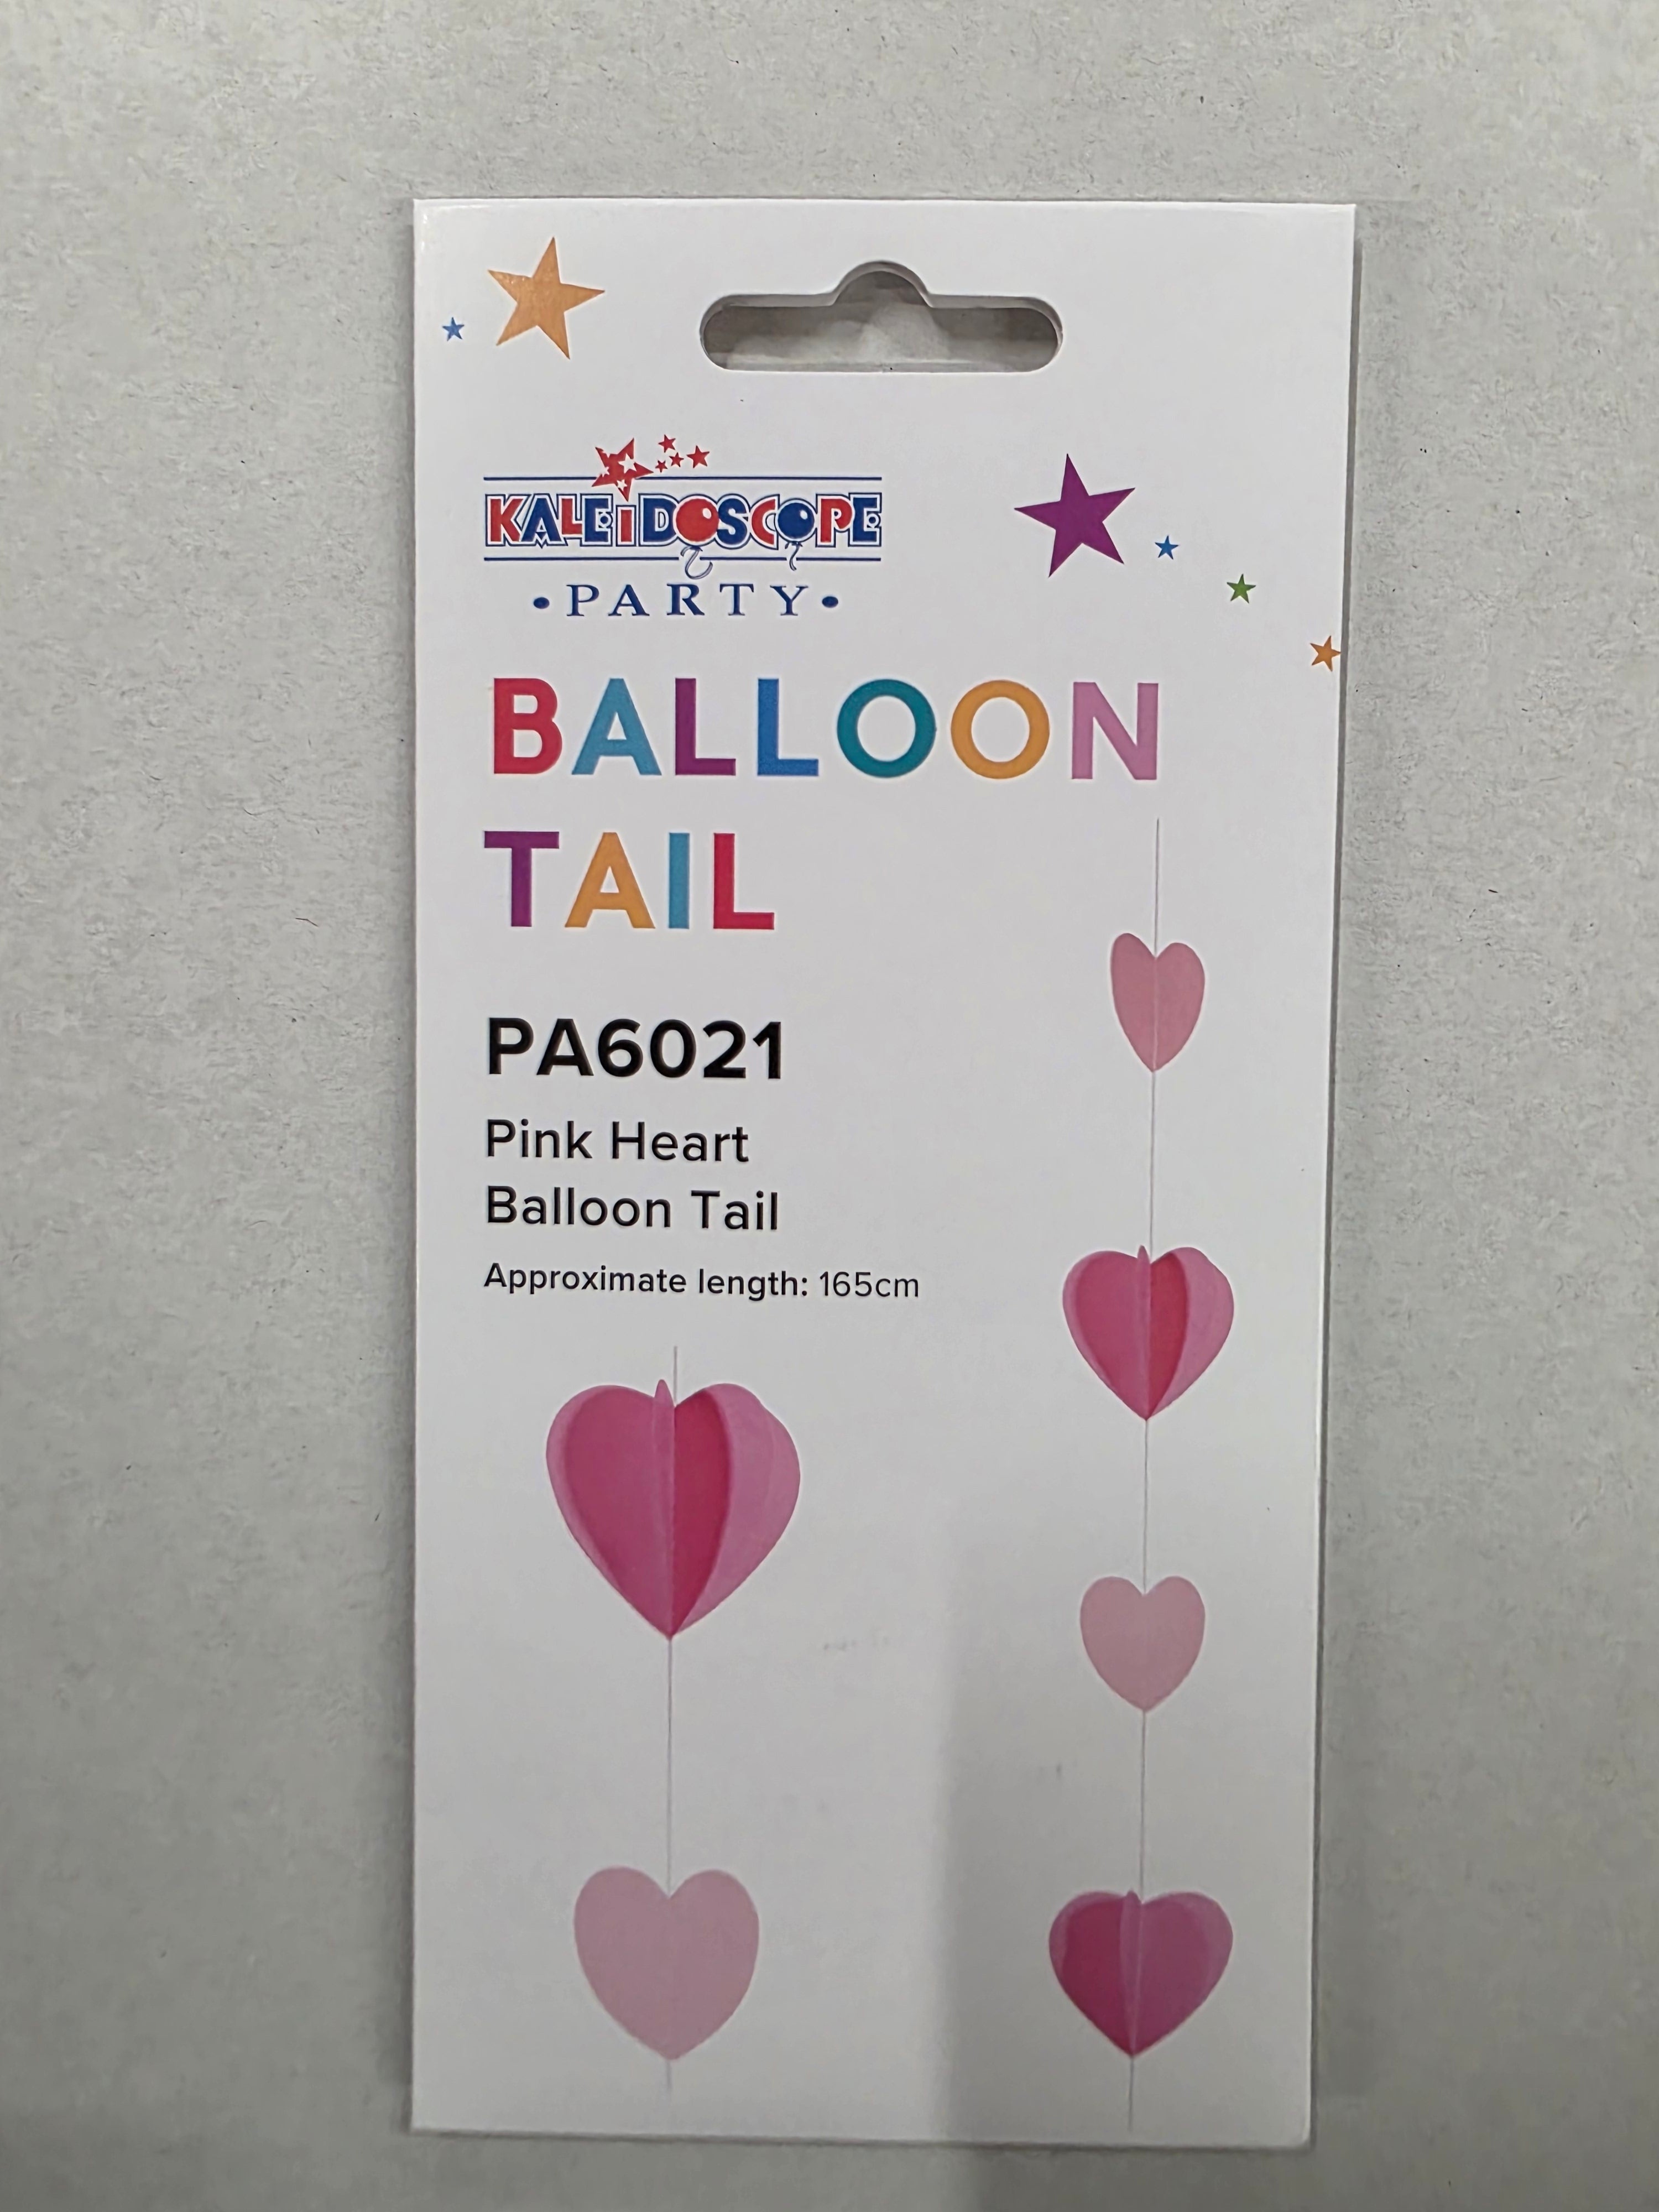 KALEIDOSCOPE
•PARTY•
BALLOON
TAIL
PA6021
Pink Heart
Balloon Tail
Approximate length: 165cm